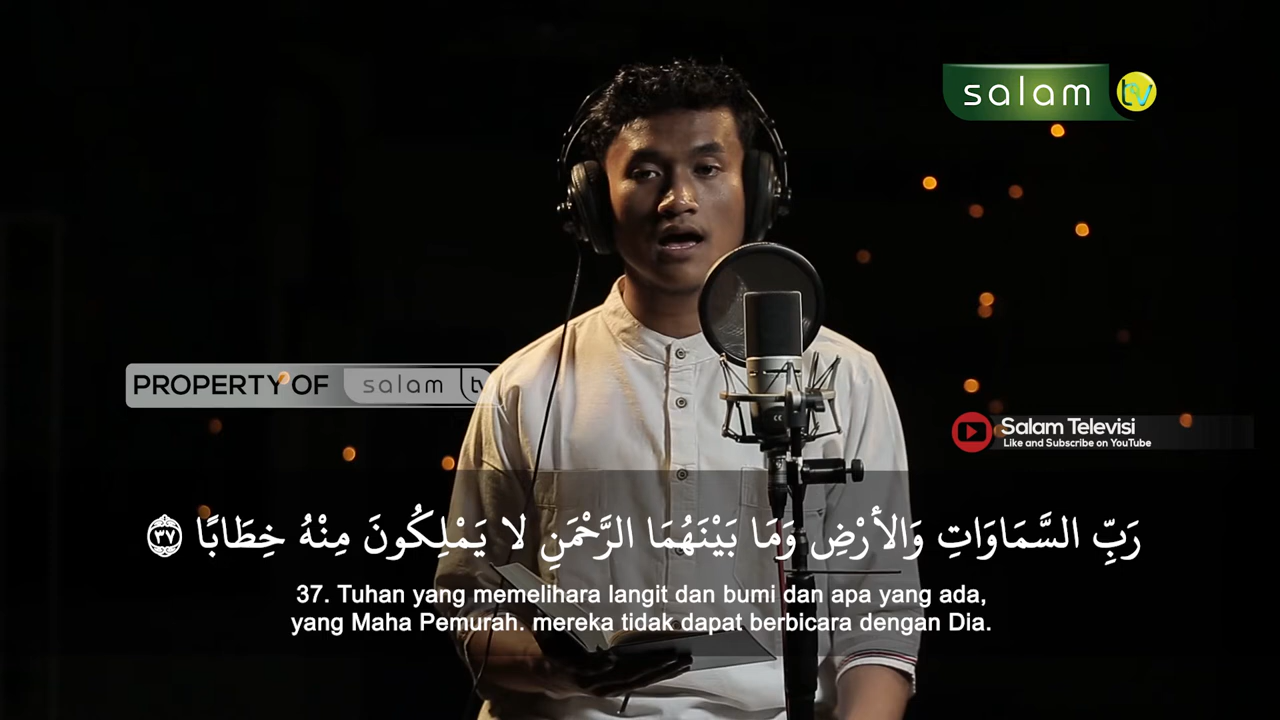 salam tv
PROPERTY OF salam tv
Salam Televisi
Like and Subscribe on YouTube
رَبِّ السَّمَاوَاتِ وَالأرْضِ وَمَا بَيْنَهُمَا الرَّحْمَنِ لا يَمْلِكُونَ مِنْهُ خِطَابًا ﴿٣٧﴾
37. Tuhan yang memelihara langit dan bumi dan apa yang ada,
yang Maha Pemurah. mereka tidak dapat berbicara dengan Dia.